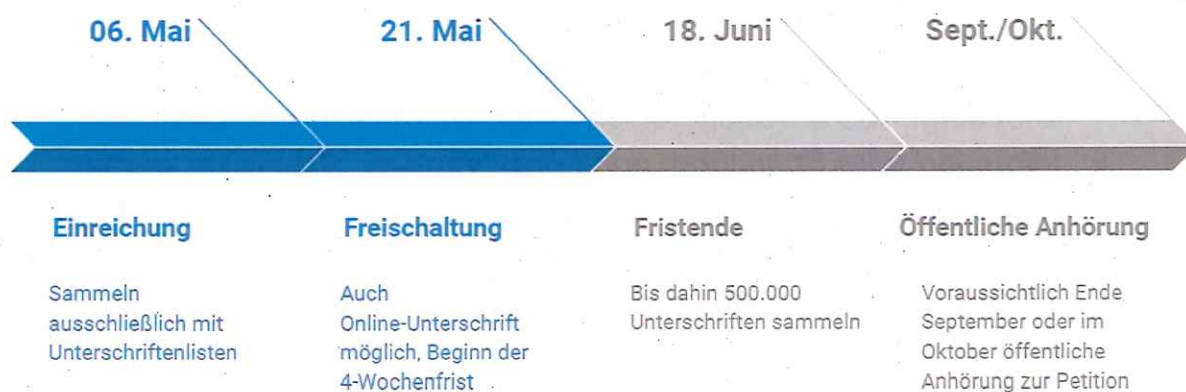 06. Mai
21. Mai
18. Juni
Sept./Okt.
Einreichung
Sammeln
ausschließlich mit
Unterschriftenlisten
Freischaltung
Auch
Online-Unterschrift
möglich, Beginn der
4-Wochenfrist
Fristende
Bis dahin 500.000
Unterschriften sammeln
Öffentliche Anhörung
Voraussichtlich Ende
September oder im
Oktober öffentliche
Anhörung zur Petition